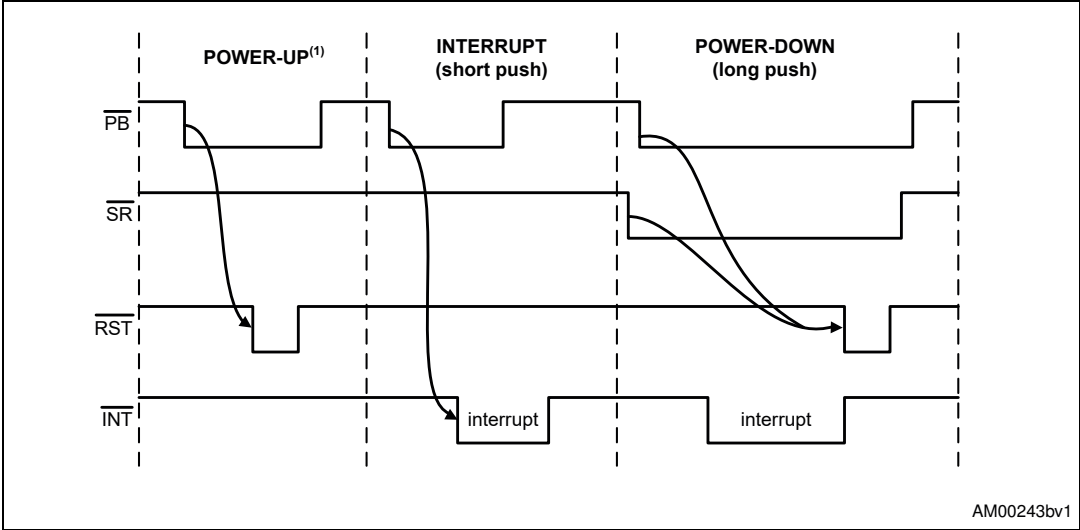 POWER-UP(1)
INTERRUPT
(short push)
POWER-DOWN
(long push)
PB
SR
RST
INT
interrupt
interrupt
AM00243bv1